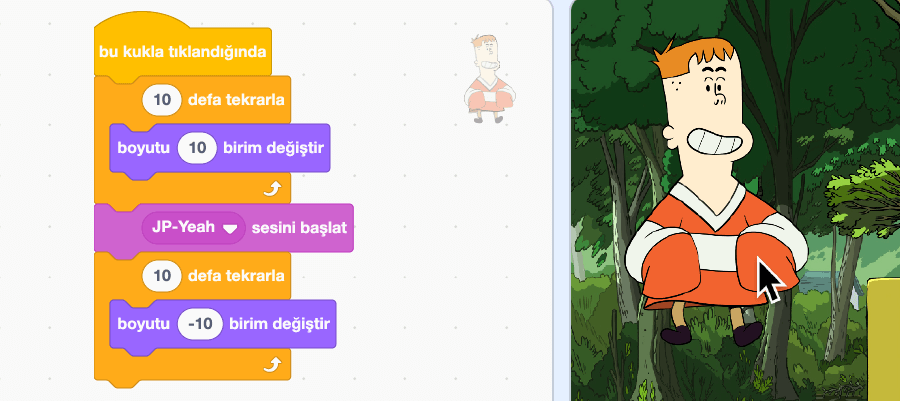 bu kukla tıklandığında
10 defa tekrarla
boyutu 10 birim değiştir
JP-Yeah sesini başlat
10 defa tekrarla
boyutu -10 birim değiştir